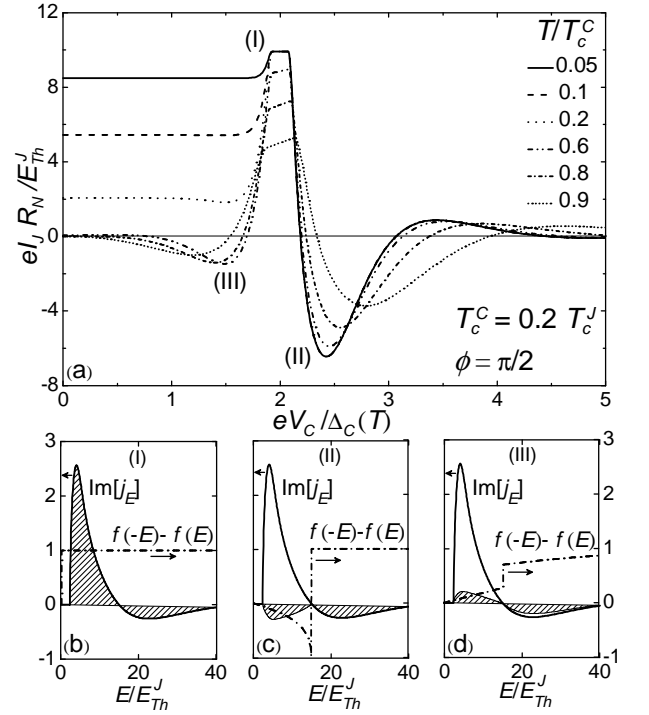 (I)
T/T_c^C
0.05
0.1
0.2
0.6
0.8
0.9
eI_J R_N /E_Th^J
12
8
4
0
-4
-8
(III)
(II)
T_c^C = 0.2 T_c^J
ϕ = π/2
(a)
0 1 2 3 4 5
eV_C /Δ_C(T)
(I)
3
2
1
0
-1
Im[j_E]
f (-E)- f (E)
(b)
0 20 40
E/E_Th^J
(II)
Im[j_E]
f (-E)-f (E)
(c)
0 20 40
E/E_Th^J
(III)
Im[j_E]
f (-E)- f (E)
3
2
1
0
-1
(d)
0 20 40
E/E_Th^J